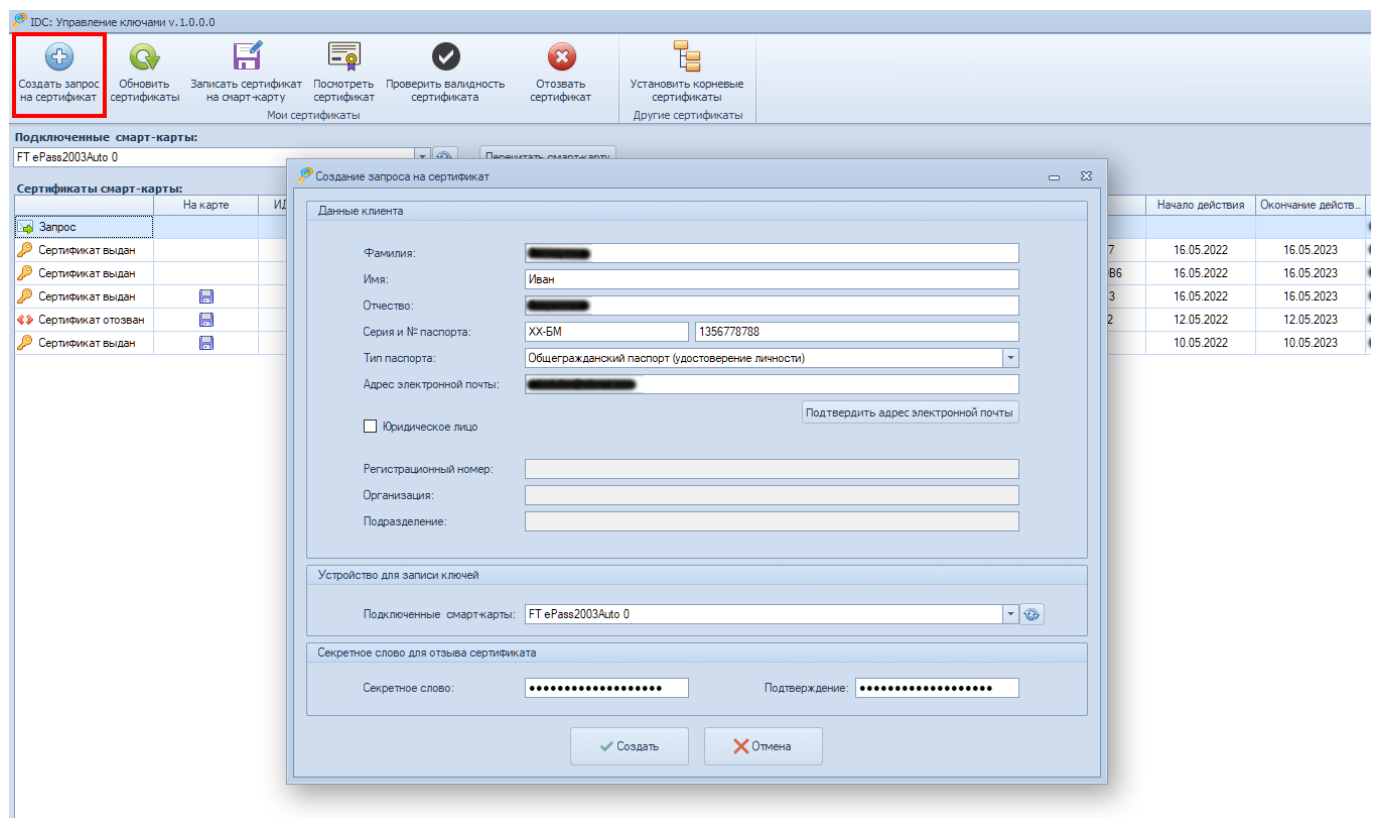 IDC: Управление ключами v.1.0.0.0
Создать запрос на сертификат
Обновить сертификаты
Записать сертификат на смарт-карту
Посмотреть сертификат
Проверить валидность сертификата
Отозвать сертификат
Установить корневые сертификаты
Мои сертификаты
Другие сертификаты
Подключенные смарт-карты:
FT ePass2003Auto 0
Перечитать смарт-карту
Сертификаты смарт-карты:
На карте
Начало действия
Окончание действ...
Запрос
Сертификат выдан 7 16.05.2022 16.05.2023
Сертификат выдан 16.05.2022 16.05.2023
Сертификат выдан 3 16.05.2022 16.05.2023
Сертификат отозван 2 12.05.2022 12.05.2023
Сертификат выдан 10.05.2022 10.05.2023
Создание запроса на сертификат
Данные клиента
Фамилия:
Имя: Иван
Отчество:
Серия и № паспорта: XX-БМ 1356778788
Тип паспорта: Общегражданский паспорт (удостоверение личности)
Адрес электронной почты:
Подтвердить адрес электронной почты
Юридическое лицо
Регистрационный номер:
Организация:
Подразделение:
Устройство для записи ключей
Подключенные смарт-карты: FT ePass2003Auto 0
Секретное слово для отзыва сертификата
Секретное слово: Подтверждение:
Создать Отмена